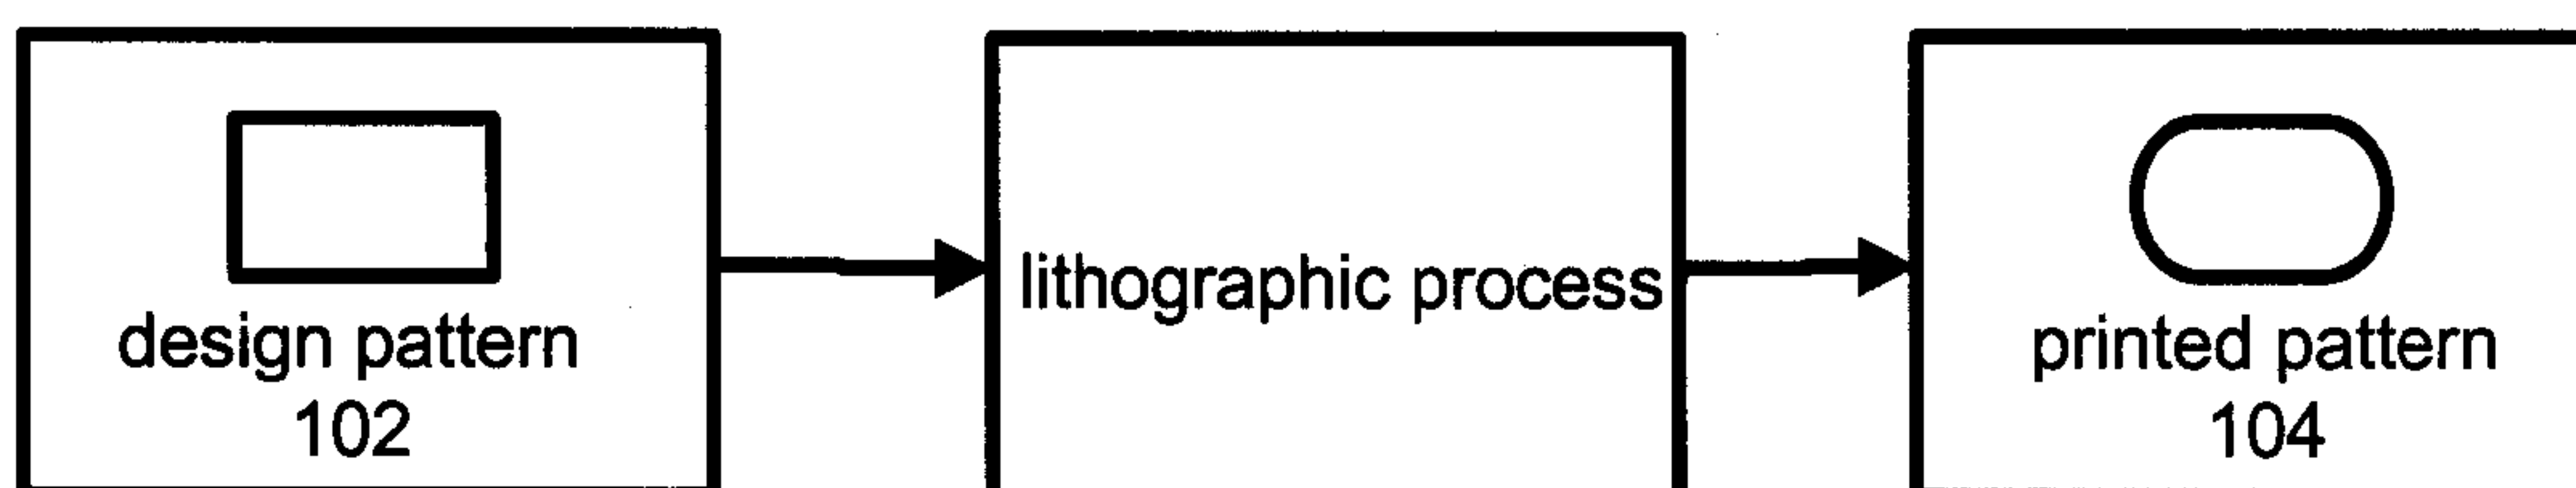 design pattern
102
lithographic process
printed pattern
104